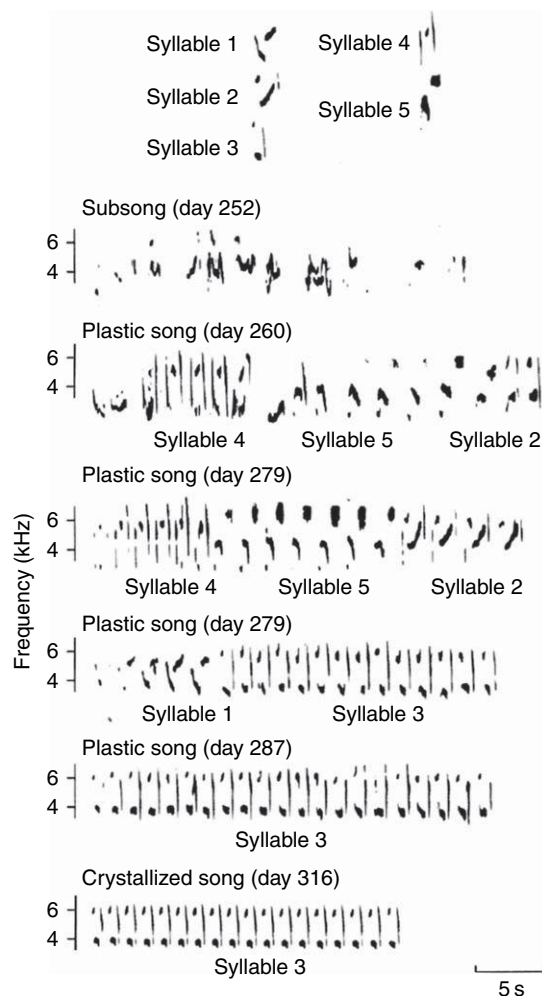 Syllable 1
Syllable 4
Syllable 2
Syllable 5
Syllable 3
Subsong (day 252)
6
4
Plastic song (day 260)
6
4
Syllable 4 Syllable 5 Syllable 2
Plastic song (day 279)
6
4
Syllable 4 Syllable 5 Syllable 2
Frequency (kHz)
Plastic song (day 279)
6
4
Syllable 1 Syllable 3
Plastic song (day 287)
6
4
Syllable 3
Crystallized song (day 316)
6
4
Syllable 3
5 s